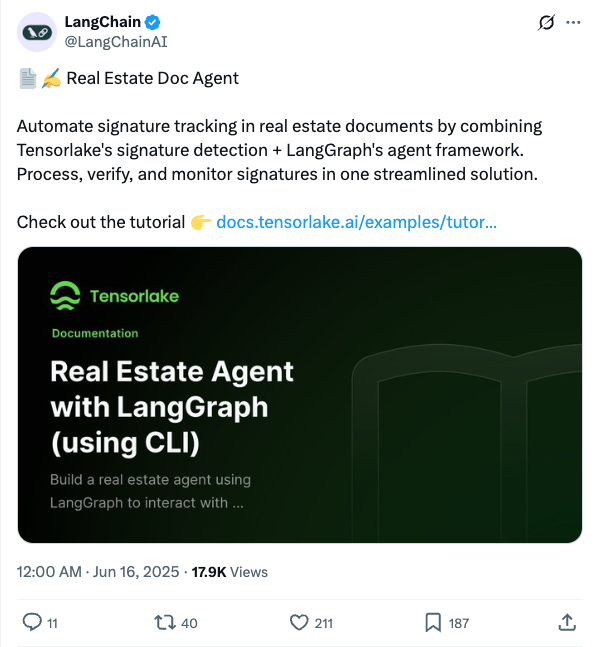 LangChain
@LangChainAI
📄✍️ Real Estate Doc Agent
Automate signature tracking in real estate documents by combining
Tensorlake's signature detection + LangGraph's agent framework.
Process, verify, and monitor signatures in one streamlined solution.
Check out the tutorial 👉 docs.tensorlake.ai/examples/tutor...
Tensorlake
Documentation
Real Estate Agent
with LangGraph
(using CLI)
Build a real estate agent using
LangGraph to interact with ...
12:00 AM · Jun 16, 2025 · 17.9K Views
11 40 211 187